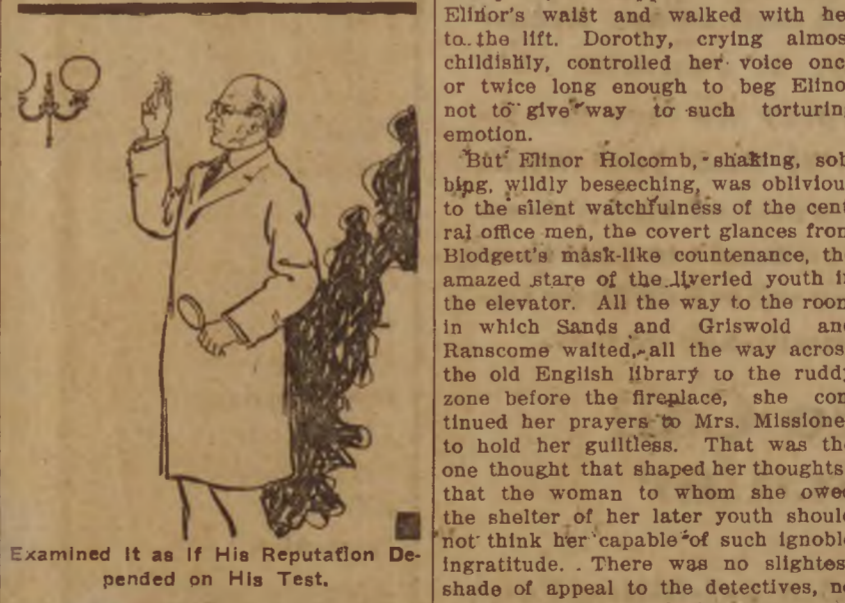 Examined It as If His Reputation De-
pended on His Test.
Elinor's waist and walked with he
to the lift. Dorothy, crying almos
childishly, controlled her voice onc
or twice long enough to beg Elino
not to give way to such torturin
emotion.
But Elinor Holcomb, shaking, sob
bing, wildly beseeching, was obliviou
to the silent watchfulness of the cent
ral office men, the covert glances from
Blodgett's mask-like countenance, th
amazed stare of the liveried youth i
the elevator. All the way to the room
in which Sands and Griswold an
Ranscome waited, all the way acros
the old English library to the rudd
zone before the fireplace, she con
tinued her prayers to Mrs. Missione
to hold her guiltless. That was th
one thought that shaped her thoughts
that the woman to whom she owe
the shelter of her later youth shoul
not think her capable of such ignobl
ingratitude. There was no slightes
shade of appeal to the detectives, n